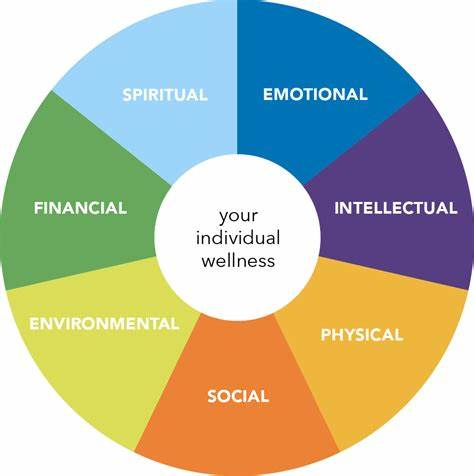 SPIRITUAL
EMOTIONAL
FINANCIAL
INTELLECTUAL
your
individual
wellness
ENVIRONMENTAL
PHYSICAL
SOCIAL